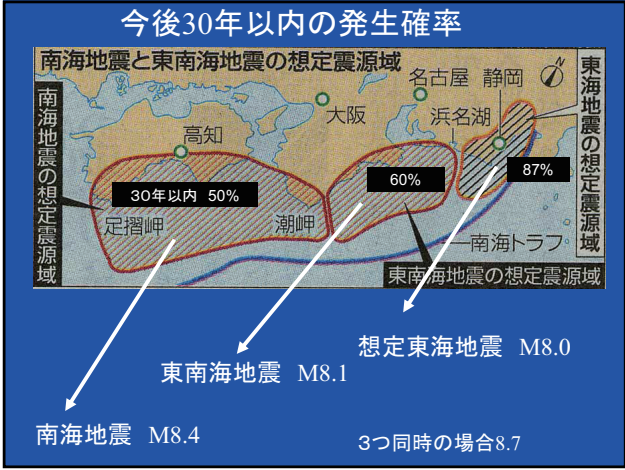 今後30年以内の発生確率
南海地震と東南海地震の想定震源域
名古屋
静岡
大阪
浜名湖
高知
東海地震の想定震源域
南海地震の想定震源域
30年以内 50%
60%
87%
足摺岬
潮岬
南海トラフ
東南海地震の想定震源域
想定東海地震 M8.0
東南海地震 M8.1
南海地震 M8.4
3つ同時の場合8.7